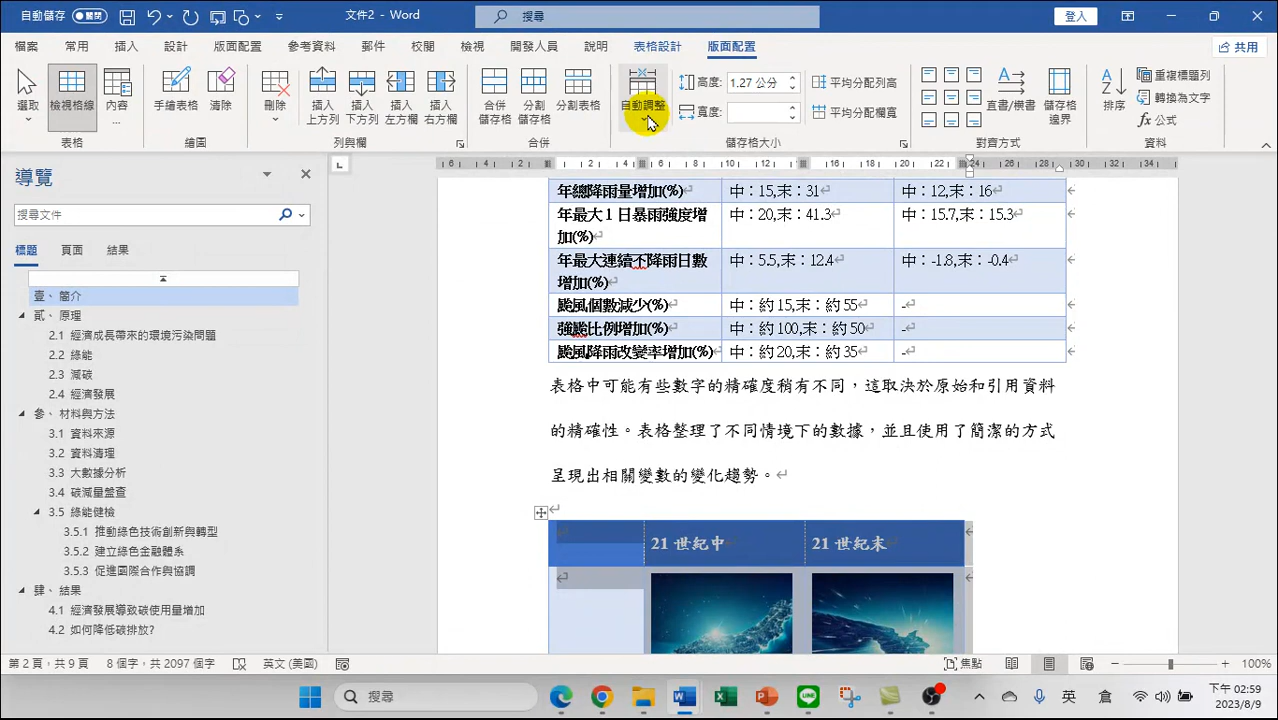 自動儲存 關閉 文件2 - Word 搜尋 登入
檔案 常用 插入 設計 版面配置 參考資料 郵件 校閱 檢視 開發人員 說明 表格設計 版面配置 共用
選取 檢視格線 內容 ... 手繪表格 清除 刪除 插入上方列 插入下方列 插入左方欄 插入右方欄 合併儲存格 分割儲存格 分割表格 自動調整
高度: 1.27 公分 平均分配列高
寬度: 平均分配欄寬
直書/橫書 儲存格邊界 排序
重複標題列
轉換為文字
公式
表格 繪圖 列與欄 合併 儲存格大小 對齊方式 資料
6 4 2 2 4 6 10 12 14 16 20 22 24 26 28 30 32 34
導覽
搜尋文件
標題 頁面 結果
壹、簡介
貳、原理
2.1 經濟成長帶來的環境污染問題
2.2 綠能
2.3 減碳
2.4 經濟發展
參、材料與方法
3.1 資料來源
3.2 資料清理
3.3 大數據分析
3.4 碳減量盤查
3.5 綠能健檢
3.5.1 推動綠色技術創新與轉型
3.5.2 建立綠色金融體系
3.5.3 促進國際合作與協調
肆、結果
4.1 經濟發展導致碳使用量增加
4.2 如何降低碳排放?
年總降雨量增加(%) 中：15,末：31 中：12,末：16
年最大 1 日暴雨強度增 中：20,末：41.3 中：15.7,末：15.3
加(%)
年最大連續不降雨日數 中：5.5,末：12.4 中：-1.8,末：-0.4
增加(%)
颱風個數減少(%) 中：約 15,末：約 55 -
強颱比例增加(%) 中：約 100,末：約 50 -
颱風降雨改變率增加(%) 中：約 20,末：約 35 -
表格中可能有些數字的精確度稍有不同，這取決於原始和引用資料
的精確性。表格整理了不同情境下的數據，並且使用了簡潔的方式
呈現出相關變數的變化趨勢。
21 世紀中 21 世紀末
第 2 頁，共 9 頁 8 個字，共 2097 個字 英文 (美國) 焦點 100%
搜尋 英 倉 下午 02:59
2023/8/9